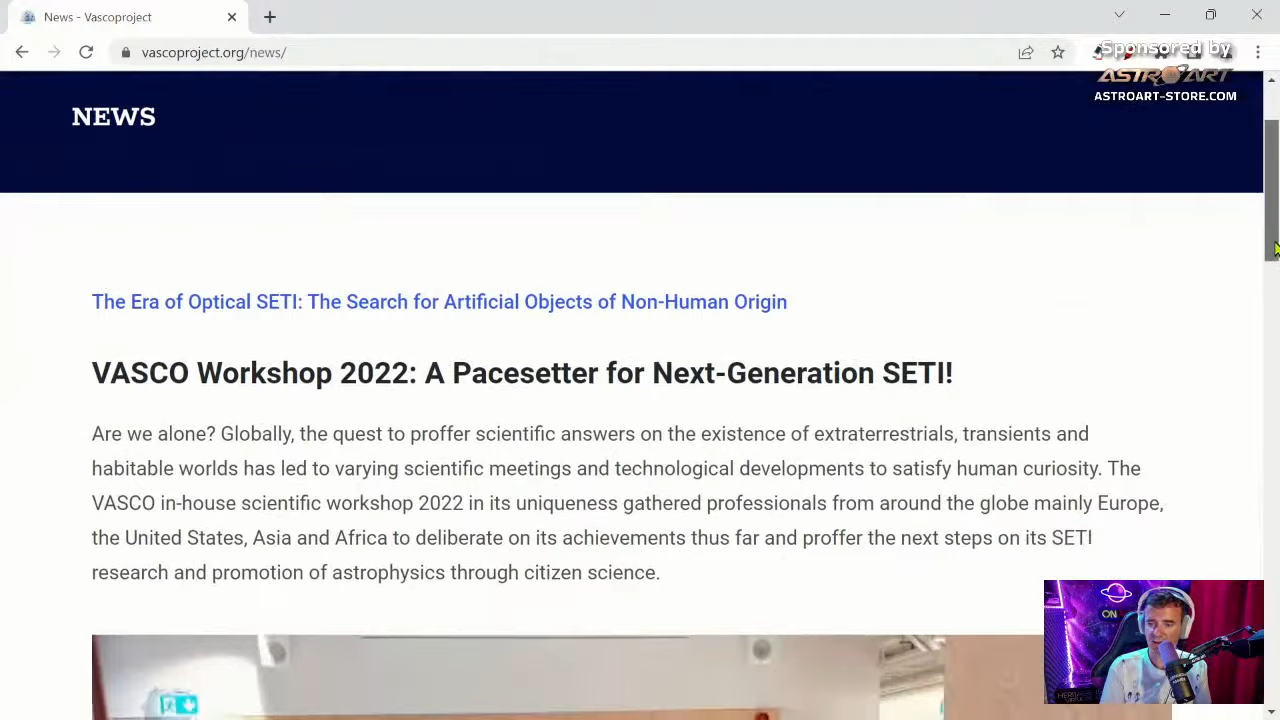 News - Vascoproject
vascoproject.org/news/
Sponsored by
ASTROART
ASTROART-STORE.COM
NEWS
The Era of Optical SETI: The Search for Artificial Objects of Non-Human Origin
VASCO Workshop 2022: A Pacesetter for Next-Generation SETI!
Are we alone? Globally, the quest to proffer scientific answers on the existence of extraterrestrials, transients and
habitable worlds has led to varying scientific meetings and technological developments to satisfy human curiosity. The
VASCO in-house scientific workshop 2022 in its uniqueness gathered professionals from around the globe mainly Europe,
the United States, Asia and Africa to deliberate on its achievements thus far and proffer the next steps on its SETI
research and promotion of astrophysics through citizen science.
ON